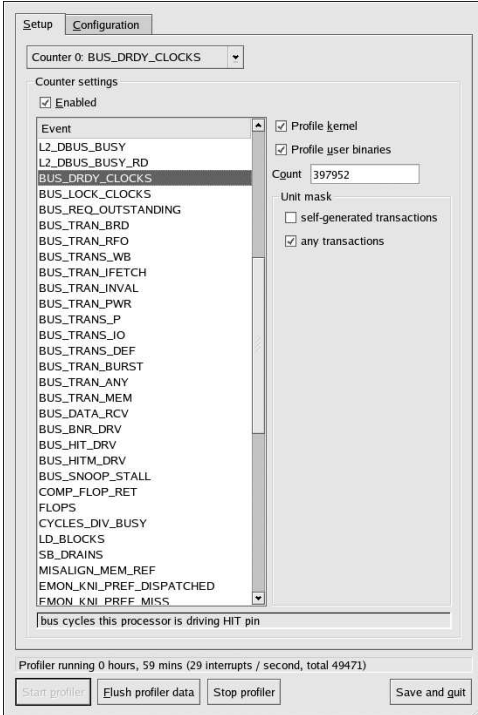 Setup Configuration
Counter 0: BUS_DRDY_CLOCKS
Counter settings
Enabled
Event
L2_DBUS_BUSY
L2_DBUS_BUSY_RD
BUS_DRDY_CLOCKS
BUS_LOCK_CLOCKS
BUS_REQ_OUTSTANDING
BUS_TRAN_BRD
BUS_TRAN_RFO
BUS_TRANS_WB
BUS_TRAN_IFETCH
BUS_TRAN_INVAL
BUS_TRAN_PWR
BUS_TRANS_P
BUS_TRANS_IO
BUS_TRANS_DEF
BUS_TRAN_BURST
BUS_TRAN_ANY
BUS_TRAN_MEM
BUS_DATA_RCV
BUS_BNR_DRV
BUS_HIT_DRV
BUS_HITM_DRV
BUS_SNOOP_STALL
COMP_FLOP_RET
FLOPS
CYCLES_DIV_BUSY
LD_BLOCKS
SB_DRAINS
MISALIGN_MEM_REF
EMON_KNI_PREF_DISPATCHED
EMON_KNI_PREF_MISS
Profile kernel
Profile user binaries
Count 397952
Unit mask
self-generated transactions
any transactions
bus cycles this processor is driving HIT pin
Profiler running 0 hours, 59 mins (29 interrupts / second, total 49471)
Start profiler Flush profiler data Stop profiler Save and quit